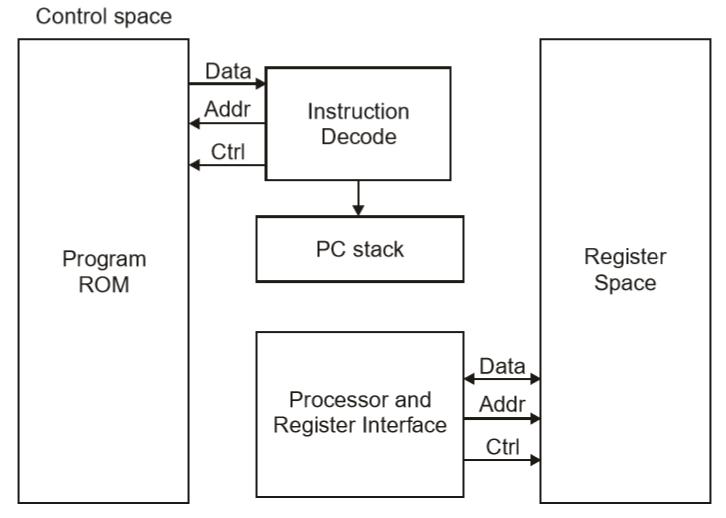 Control space
Data
Addr
Ctrl
Instruction
Decode
PC stack
Program
ROM
Register
Space
Processor and
Register Interface
Data
Addr
Ctrl